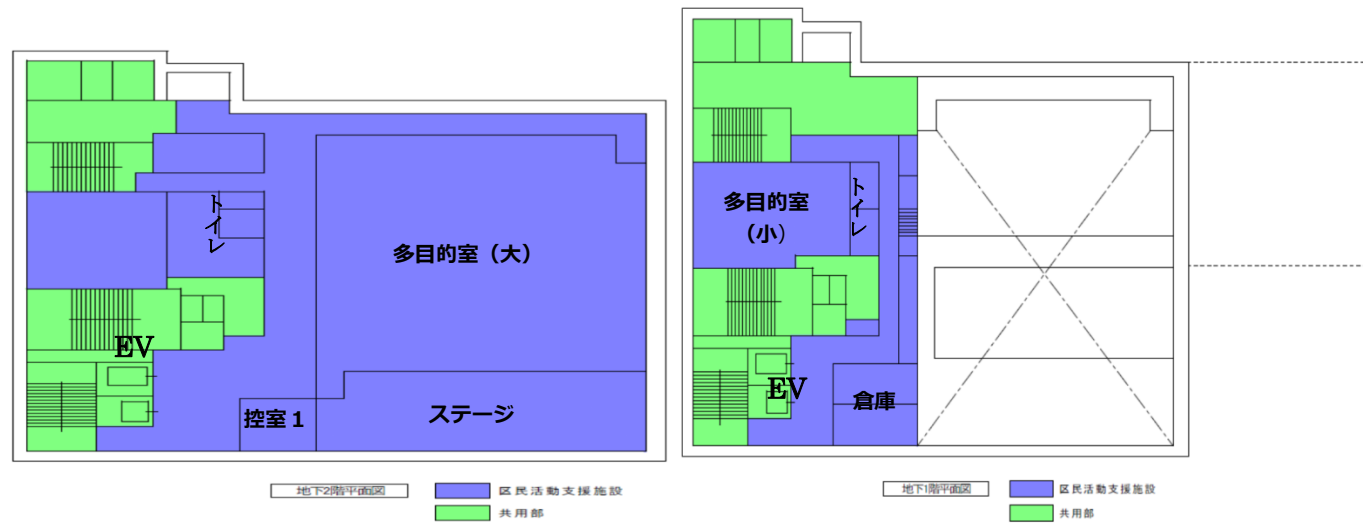 トイレ
多目的室（大）
EV
控室１
ステージ
地下2階平面図
区民活動支援施設
共用部
多目的室
（小）
トイレ
EV
倉庫
地下1階平面図
区民活動支援施設
共用部